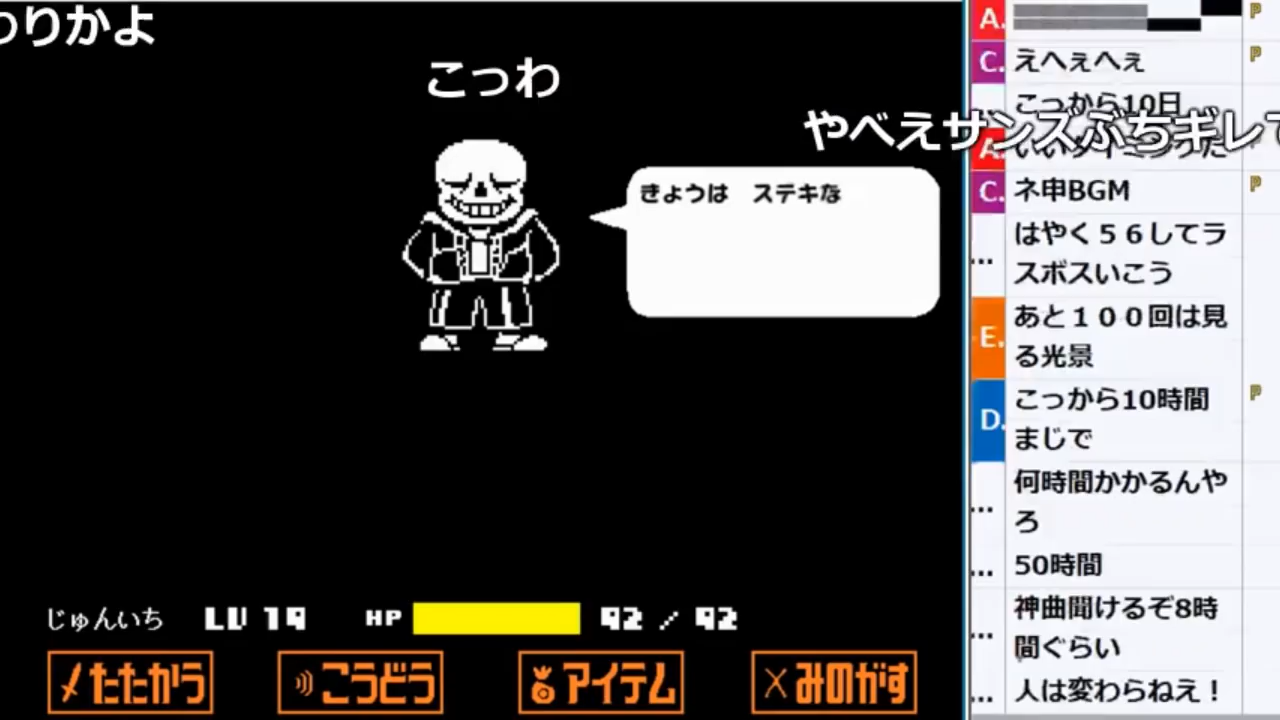 わりかよ
こっわ
やべえサンズぶちギレて
きょうは　ステキな
じゅんいち LV 19 HP 92 / 92
たたかう
こうどう
アイテム
みのがす
A.
C. えへぇへぇ P
... こっから10日
A.
C. ネ申BGM P
... はやく５６してラ
スボスいこう
E. あと１００回は見
る光景
D. こっから10時間 P
まじで
... 何時間かかるんや
ろ
... 50時間
... 神曲聞けるぞ8時
間ぐらい
... 人は変わらねえ！